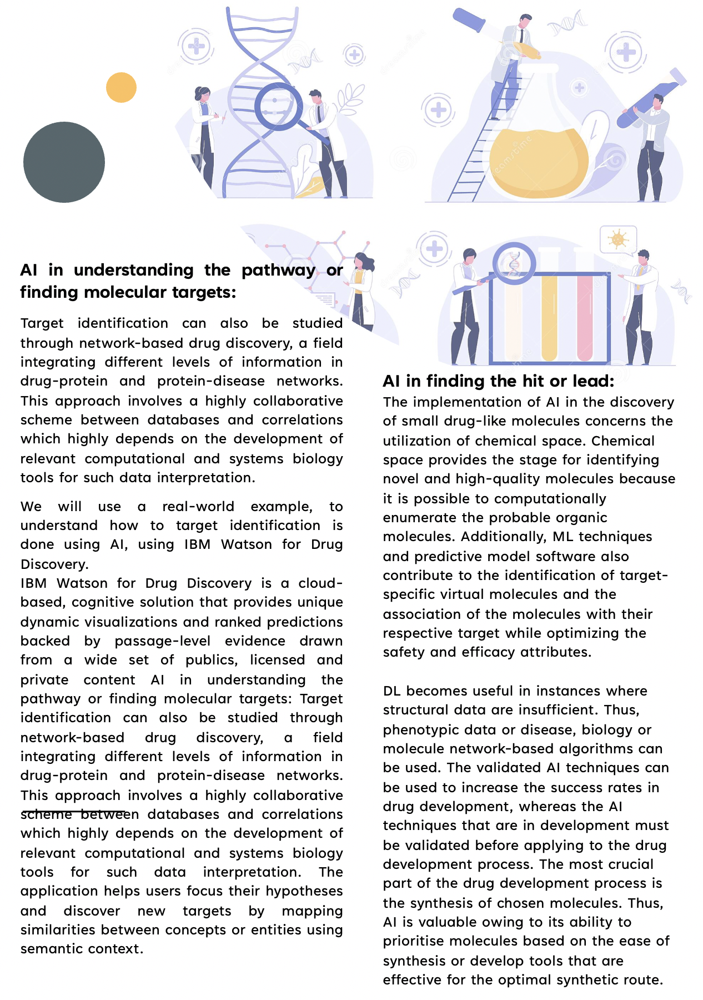 AI in understanding the pathway or
finding molecular targets:
Target identification can also be studied
through network-based drug discovery, a field
integrating different levels of information in
drug-protein and protein-disease networks.
This approach involves a highly collaborative
scheme between databases and correlations
which highly depends on the development of
relevant computational and systems biology
tools for such data interpretation.
We will use a real-world example, to
understand how to target identification is
done using AI, using IBM Watson for Drug
Discovery.
IBM Watson for Drug Discovery is a cloud-
based, cognitive solution that provides unique
dynamic visualizations and ranked predictions
backed by passage-level evidence drawn
from a wide set of publics, licensed and
private content AI in understanding the
pathway or finding molecular targets: Target
identification can also be studied through
network-based drug discovery, a field
integrating different levels of information in
drug-protein and protein-disease networks.
This approach involves a highly collaborative
scheme between databases and correlations
which highly depends on the development of
relevant computational and systems biology
tools for such data interpretation. The
application helps users focus their hypotheses
and discover new targets by mapping
similarities between concepts or entities using
semantic context.
AI in finding the hit or lead:
The implementation of AI in the discovery
of small drug-like molecules concerns the
utilization of chemical space. Chemical
space provides the stage for identifying
novel and high-quality molecules because
it is possible to computationally
enumerate the probable organic
molecules. Additionally, ML techniques
and predictive model software also
contribute to the identification of target-
specific virtual molecules and the
association of the molecules with their
respective target while optimizing the
safety and efficacy attributes.
DL becomes useful in instances where
structural data are insufficient. Thus,
phenotypic data or disease, biology or
molecule network-based algorithms can
be used. The validated AI techniques can
be used to increase the success rates in
drug development, whereas the AI
techniques that are in development must
be validated before applying to the drug
development process. The most crucial
part of the drug development process is
the synthesis of chosen molecules. Thus,
AI is valuable owing to its ability to
prioritise molecules based on the ease of
synthesis or develop tools that are
effective for the optimal synthetic route.